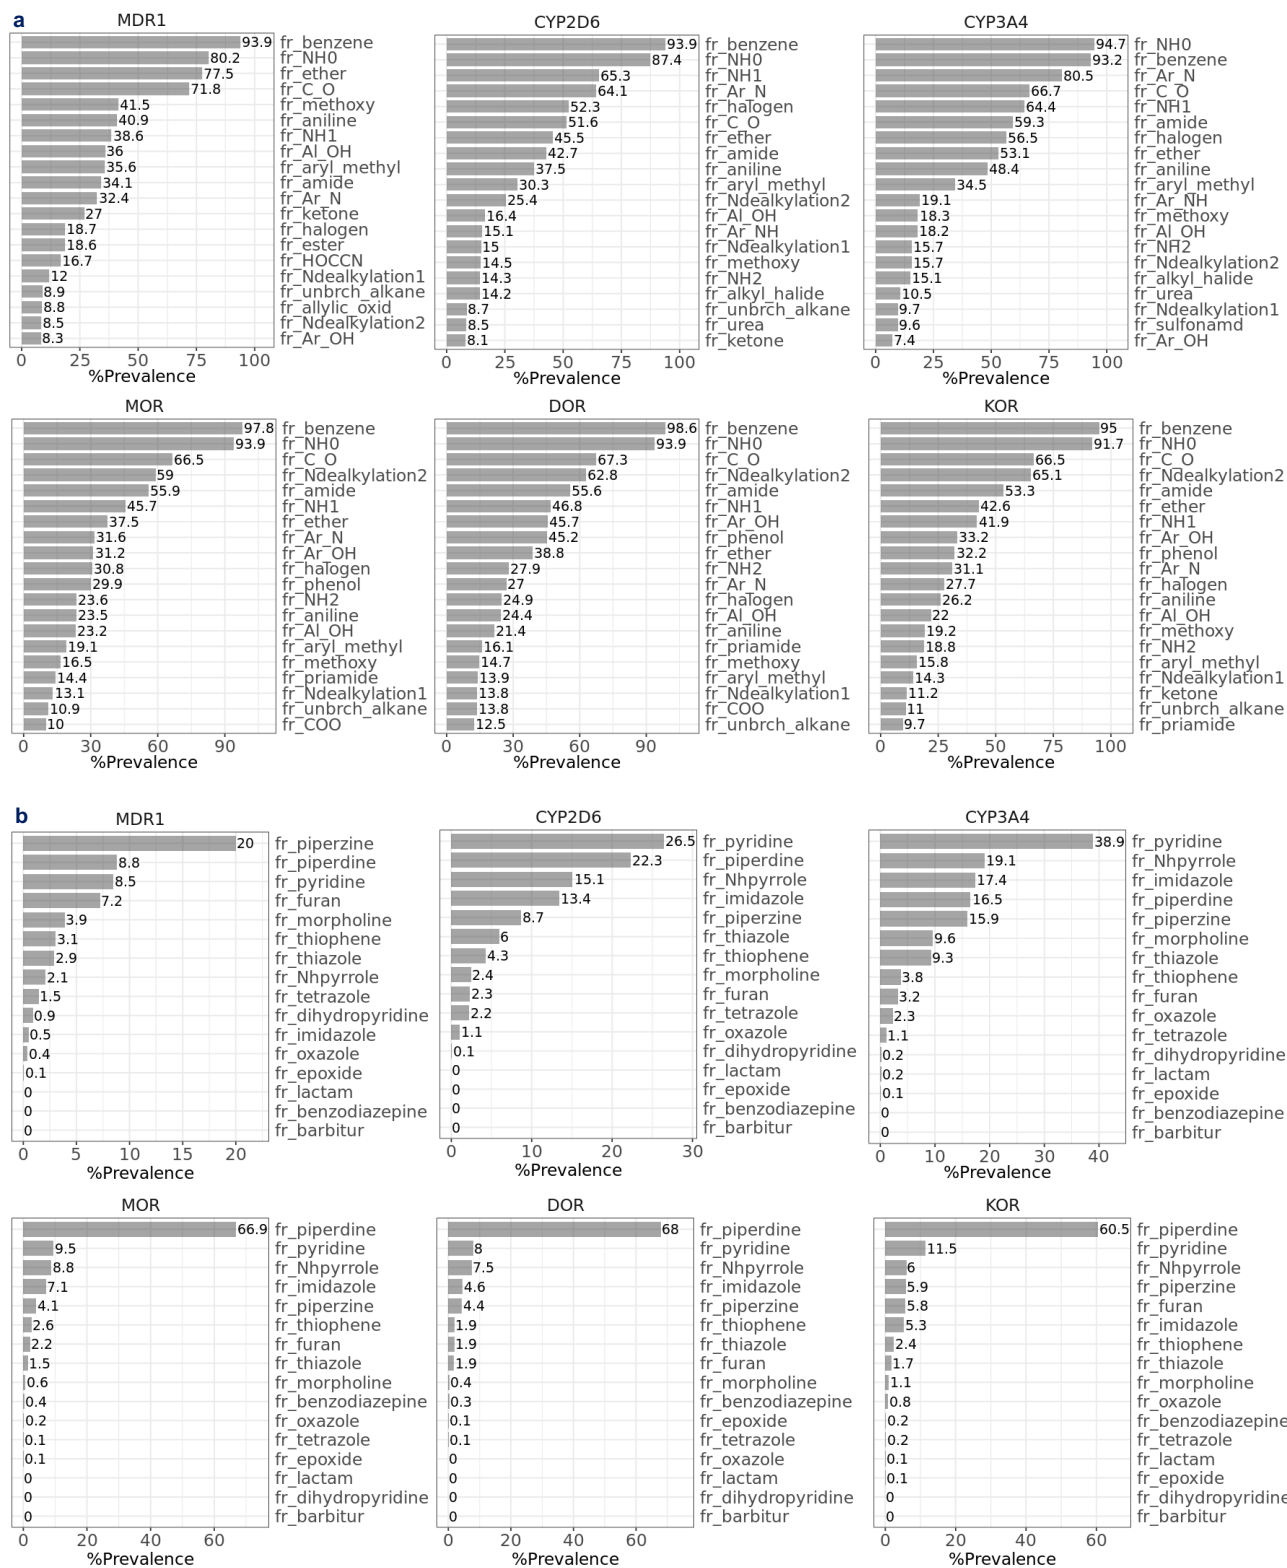 a
MDR1
93.9 fr_benzene
80.2 fr_NH0
77.5 fr_ether
71.8 fr_C_O
41.5 fr_methoxy
40.9 fr_aniline
38.6 fr_NH1
36 fr_Al_OH
35.6 fr_aryl_methyl
34.1 fr_amide
32.4 fr_Ar_N
27 fr_ketone
18.7 fr_halogen
18.6 fr_ester
16.7 fr_HOCCN
12 fr_Ndealkylation1
8.9 fr_unbrch_alkane
8.8 fr_allylic_oxid
8.5 fr_Ndealkylation2
8.3 fr_Ar_OH
0 25 50 75 100
%Prevalence
CYP2D6
93.9 fr_benzene
87.4 fr_NH0
65.3 fr_NH1
64.1 fr_Ar_N
52.3 fr_halogen
51.6 fr_C_O
45.5 fr_ether
42.7 fr_amide
37.5 fr_aniline
30.3 fr_aryl_methyl
25.4 fr_Ndealkylation2
16.4 fr_Al_OH
15.1 fr_Ar_NH
15 fr_Ndealkylation1
14.5 fr_methoxy
14.3 fr_NH2
14.2 fr_alkyl_halide
8.7 fr_unbrch_alkane
8.5 fr_urea
8.1 fr_ketone
0 25 50 75 100
%Prevalence
CYP3A4
94.7 fr_NH0
93.2 fr_benzene
80.5 fr_Ar_N
66.7 fr_C_O
64.4 fr_NH1
59.3 fr_amide
56.5 fr_halogen
53.1 fr_ether
48.4 fr_aniline
34.5 fr_aryl_methyl
19.1 fr_Ar_NH
18.3 fr_methoxy
18.2 fr_Al_OH
15.7 fr_NH2
15.7 fr_Ndealkylation2
15.1 fr_alkyl_halide
10.5 fr_urea
9.7 fr_Ndealkylation1
9.6 fr_sulfonamd
7.4 fr_Ar_OH
0 25 50 75 100
%Prevalence
MOR
97.8 fr_benzene
93.9 fr_NH0
66.5 fr_C_O
59 fr_Ndealkylation2
55.9 fr_amide
45.7 fr_NH1
37.5 fr_ether
31.6 fr_Ar_N
31.2 fr_Ar_OH
30.8 fr_halogen
29.9 fr_phenol
23.6 fr_NH2
23.5 fr_aniline
23.2 fr_Al_OH
19.1 fr_aryl_methyl
16.5 fr_methoxy
14.4 fr_priamide
13.1 fr_Ndealkylation1
10.9 fr_unbrch_alkane
10 fr_COO
0 30 60 90
%Prevalence
DOR
98.6 fr_benzene
93.9 fr_NH0
67.3 fr_C_O
62.8 fr_Ndealkylation2
55.6 fr_amide
46.8 fr_NH1
45.7 fr_Ar_OH
45.2 fr_phenol
38.8 fr_ether
27.9 fr_NH2
27 fr_Ar_N
24.9 fr_halogen
24.4 fr_Al_OH
21.4 fr_aniline
16.1 fr_priamide
14.7 fr_methoxy
13.9 fr_aryl_methyl
13.8 fr_Ndealkylation1
13.8 fr_COO
12.5 fr_unbrch_alkane
0 30 60 90
%Prevalence
KOR
95 fr_benzene
91.7 fr_NH0
66.5 fr_C_O
65.1 fr_Ndealkylation2
53.3 fr_amide
42.6 fr_ether
41.9 fr_NH1
33.2 fr_Ar_OH
32.2 fr_phenol
31.1 fr_Ar_N
27.7 fr_halogen
26.2 fr_aniline
22 fr_Al_OH
19.2 fr_methoxy
18.8 fr_NH2
15.8 fr_aryl_methyl
14.3 fr_Ndealkylation1
11.2 fr_ketone
11 fr_unbrch_alkane
9.7 fr_priamide
0 25 50 75 100
%Prevalence
b
MDR1
20 fr_piperzine
8.8 fr_piperdine
8.5 fr_pyridine
7.2 fr_furan
3.9 fr_morpholine
3.1 fr_thiophene
2.9 fr_thiazole
2.1 fr_Nhpyrrole
1.5 fr_tetrazole
0.9 fr_dihydropyridine
0.5 fr_imidazole
0.4 fr_oxazole
0.1 fr_epoxide
0 fr_lactam
0 fr_benzodiazepine
0 fr_barbitur
0 5 10 15 20
%Prevalence
CYP2D6
26.5 fr_pyridine
22.3 fr_piperdine
15.1 fr_Nhpyrrole
13.4 fr_imidazole
8.7 fr_piperzine
6 fr_thiazole
4.3 fr_thiophene
2.4 fr_morpholine
2.3 fr_furan
2.2 fr_tetrazole
1.1 fr_oxazole
0.1 fr_dihydropyridine
0 fr_lactam
0 fr_epoxide
0 fr_benzodiazepine
0 fr_barbitur
0 10 20 30
%Prevalence
CYP3A4
38.9 fr_pyridine
19.1 fr_Nhpyrrole
17.4 fr_imidazole
16.5 fr_piperdine
15.9 fr_piperzine
9.6 fr_morpholine
9.3 fr_thiazole
3.8 fr_thiophene
3.2 fr_furan
2.3 fr_oxazole
1.1 fr_tetrazole
0.2 fr_dihydropyridine
0.2 fr_lactam
0.1 fr_epoxide
0 fr_benzodiazepine
0 fr_barbitur
0 10 20 30 40
%Prevalence
MOR
66.9 fr_piperdine
9.5 fr_pyridine
8.8 fr_Nhpyrrole
7.1 fr_imidazole
4.1 fr_piperzine
2.6 fr_thiophene
2.2 fr_furan
1.5 fr_thiazole
0.6 fr_morpholine
0.4 fr_benzodiazepine
0.2 fr_oxazole
0.1 fr_tetrazole
0.1 fr_epoxide
0 fr_lactam
0 fr_dihydropyridine
0 fr_barbitur
0 20 40 60
%Prevalence
DOR
68 fr_piperdine
8 fr_pyridine
7.5 fr_Nhpyrrole
4.6 fr_imidazole
4.4 fr_piperzine
1.9 fr_thiophene
1.9 fr_thiazole
1.9 fr_furan
0.4 fr_morpholine
0.3 fr_benzodiazepine
0.1 fr_epoxide
0.1 fr_tetrazole
0 fr_oxazole
0 fr_lactam
0 fr_dihydropyridine
0 fr_barbitur
0 20 40 60
%Prevalence
KOR
60.5 fr_piperdine
11.5 fr_pyridine
6 fr_Nhpyrrole
5.9 fr_piperzine
5.8 fr_furan
5.3 fr_imidazole
2.4 fr_thiophene
1.7 fr_thiazole
1.1 fr_morpholine
0.8 fr_oxazole
0.2 fr_benzodiazepine
0.2 fr_tetrazole
0.1 fr_lactam
0.1 fr_epoxide
0 fr_dihydropyridine
0 fr_barbitur
0 20 40 60
%Prevalence